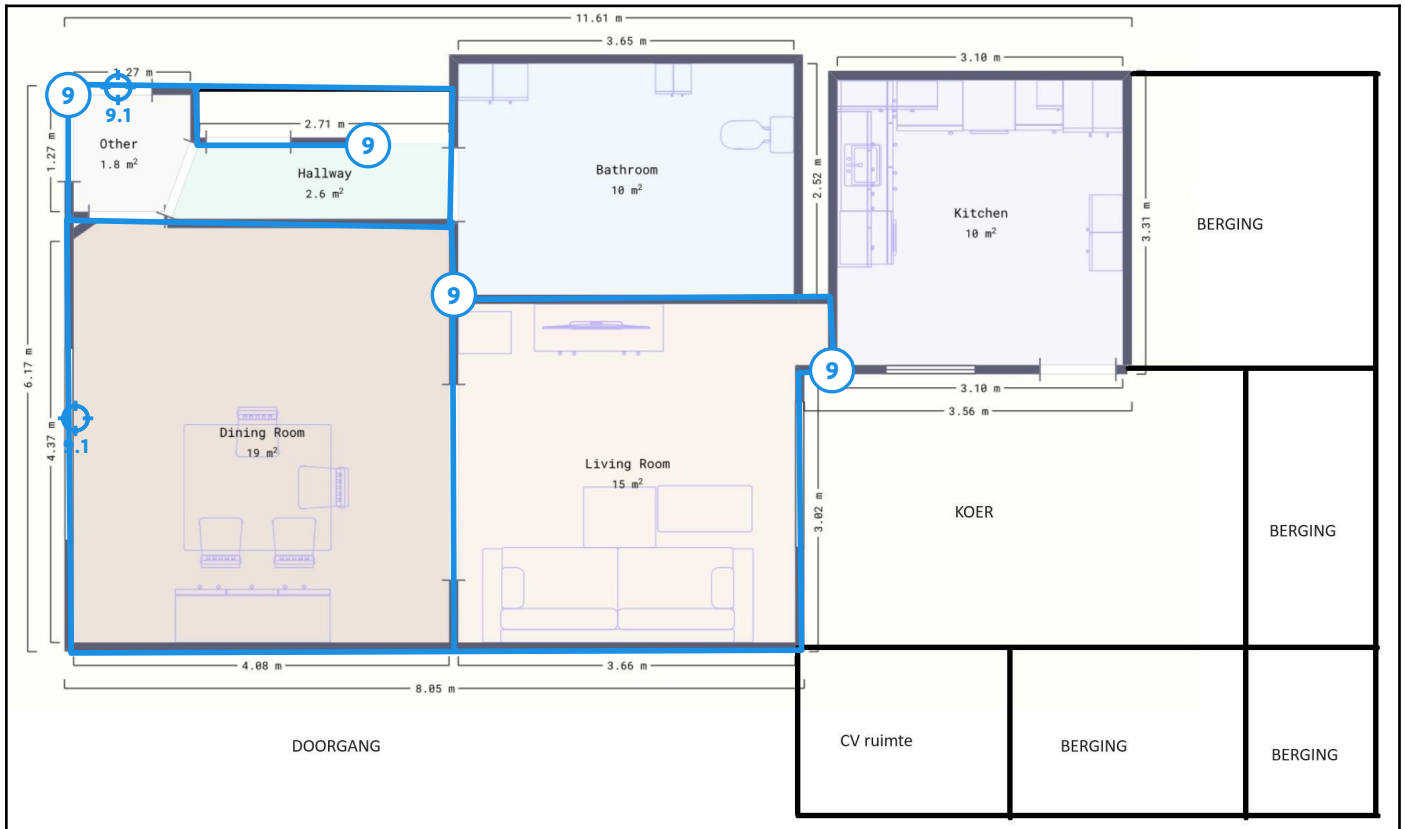 11.61 m
3.65 m
3.10 m
1.27 m
9
9.1
2.71 m
9
Other
1.8 m²
1.27 m
Hallway
2.6 m²
Bathroom
10 m²
2.52 m
Kitchen
10 m²
3.31 m
BERGING
9
9
6.17 m
3.10 m
3.56 m
9.1
4.37 m
Dining Room
19 m²
Living Room
15 m²
3.02 m
KOER
BERGING
4.08 m
3.66 m
8.05 m
DOORGANG
CV ruimte
BERGING
BERGING